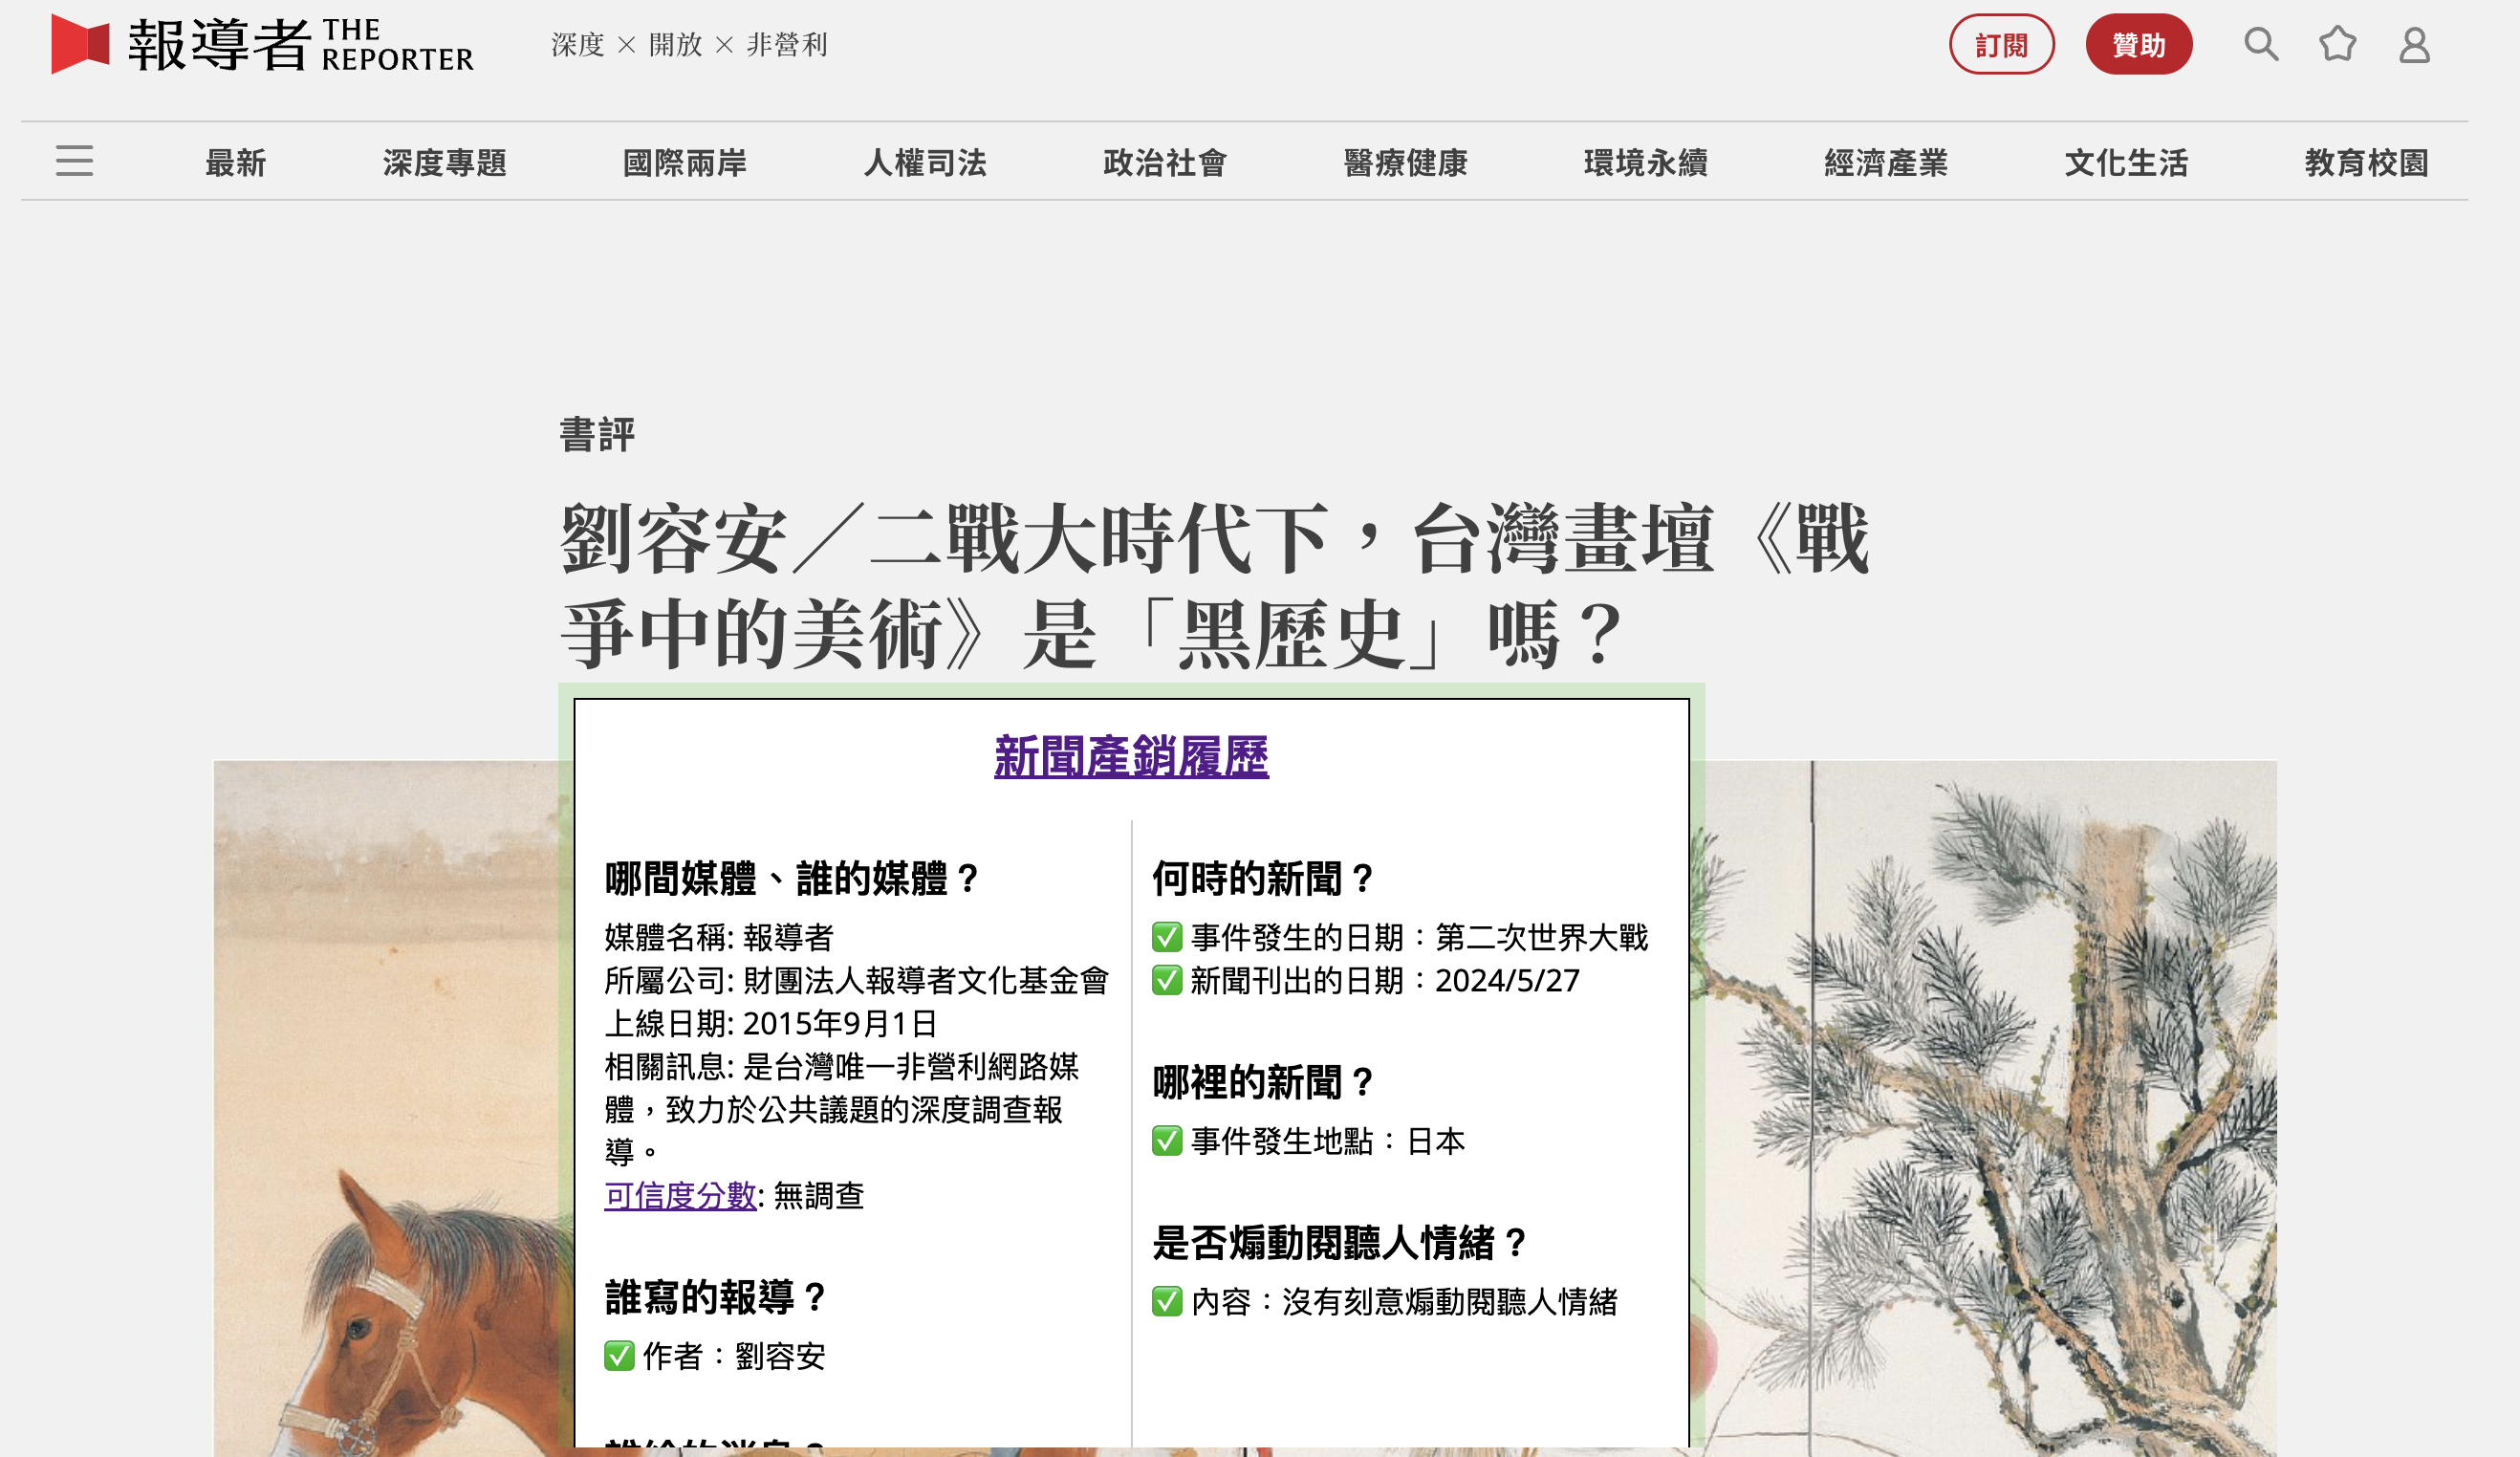 報導者 THE REPORTER
深度 × 開放 × 非營利
訂閱
贊助
最新
深度專題
國際兩岸
人權司法
政治社會
醫療健康
環境永續
經濟產業
文化生活
教育校園
書評
劉容安／二戰大時代下，台灣畫壇《戰
爭中的美術》是「黑歷史」嗎？
新聞產銷履歷
哪間媒體、誰的媒體？
媒體名稱: 報導者
所屬公司: 財團法人報導者文化基金會
上線日期: 2015年9月1日
相關訊息: 是台灣唯一非營利網路媒
體，致力於公共議題的深度調查報
導。
可信度分數: 無調查
誰寫的報導？
✅ 作者：劉容安
何時的新聞？
✅ 事件發生的日期：第二次世界大戰
✅ 新聞刊出的日期：2024/5/27
哪裡的新聞？
✅ 事件發生地點：日本
是否煽動閱聽人情緒？
✅ 內容：沒有刻意煽動閱聽人情緒